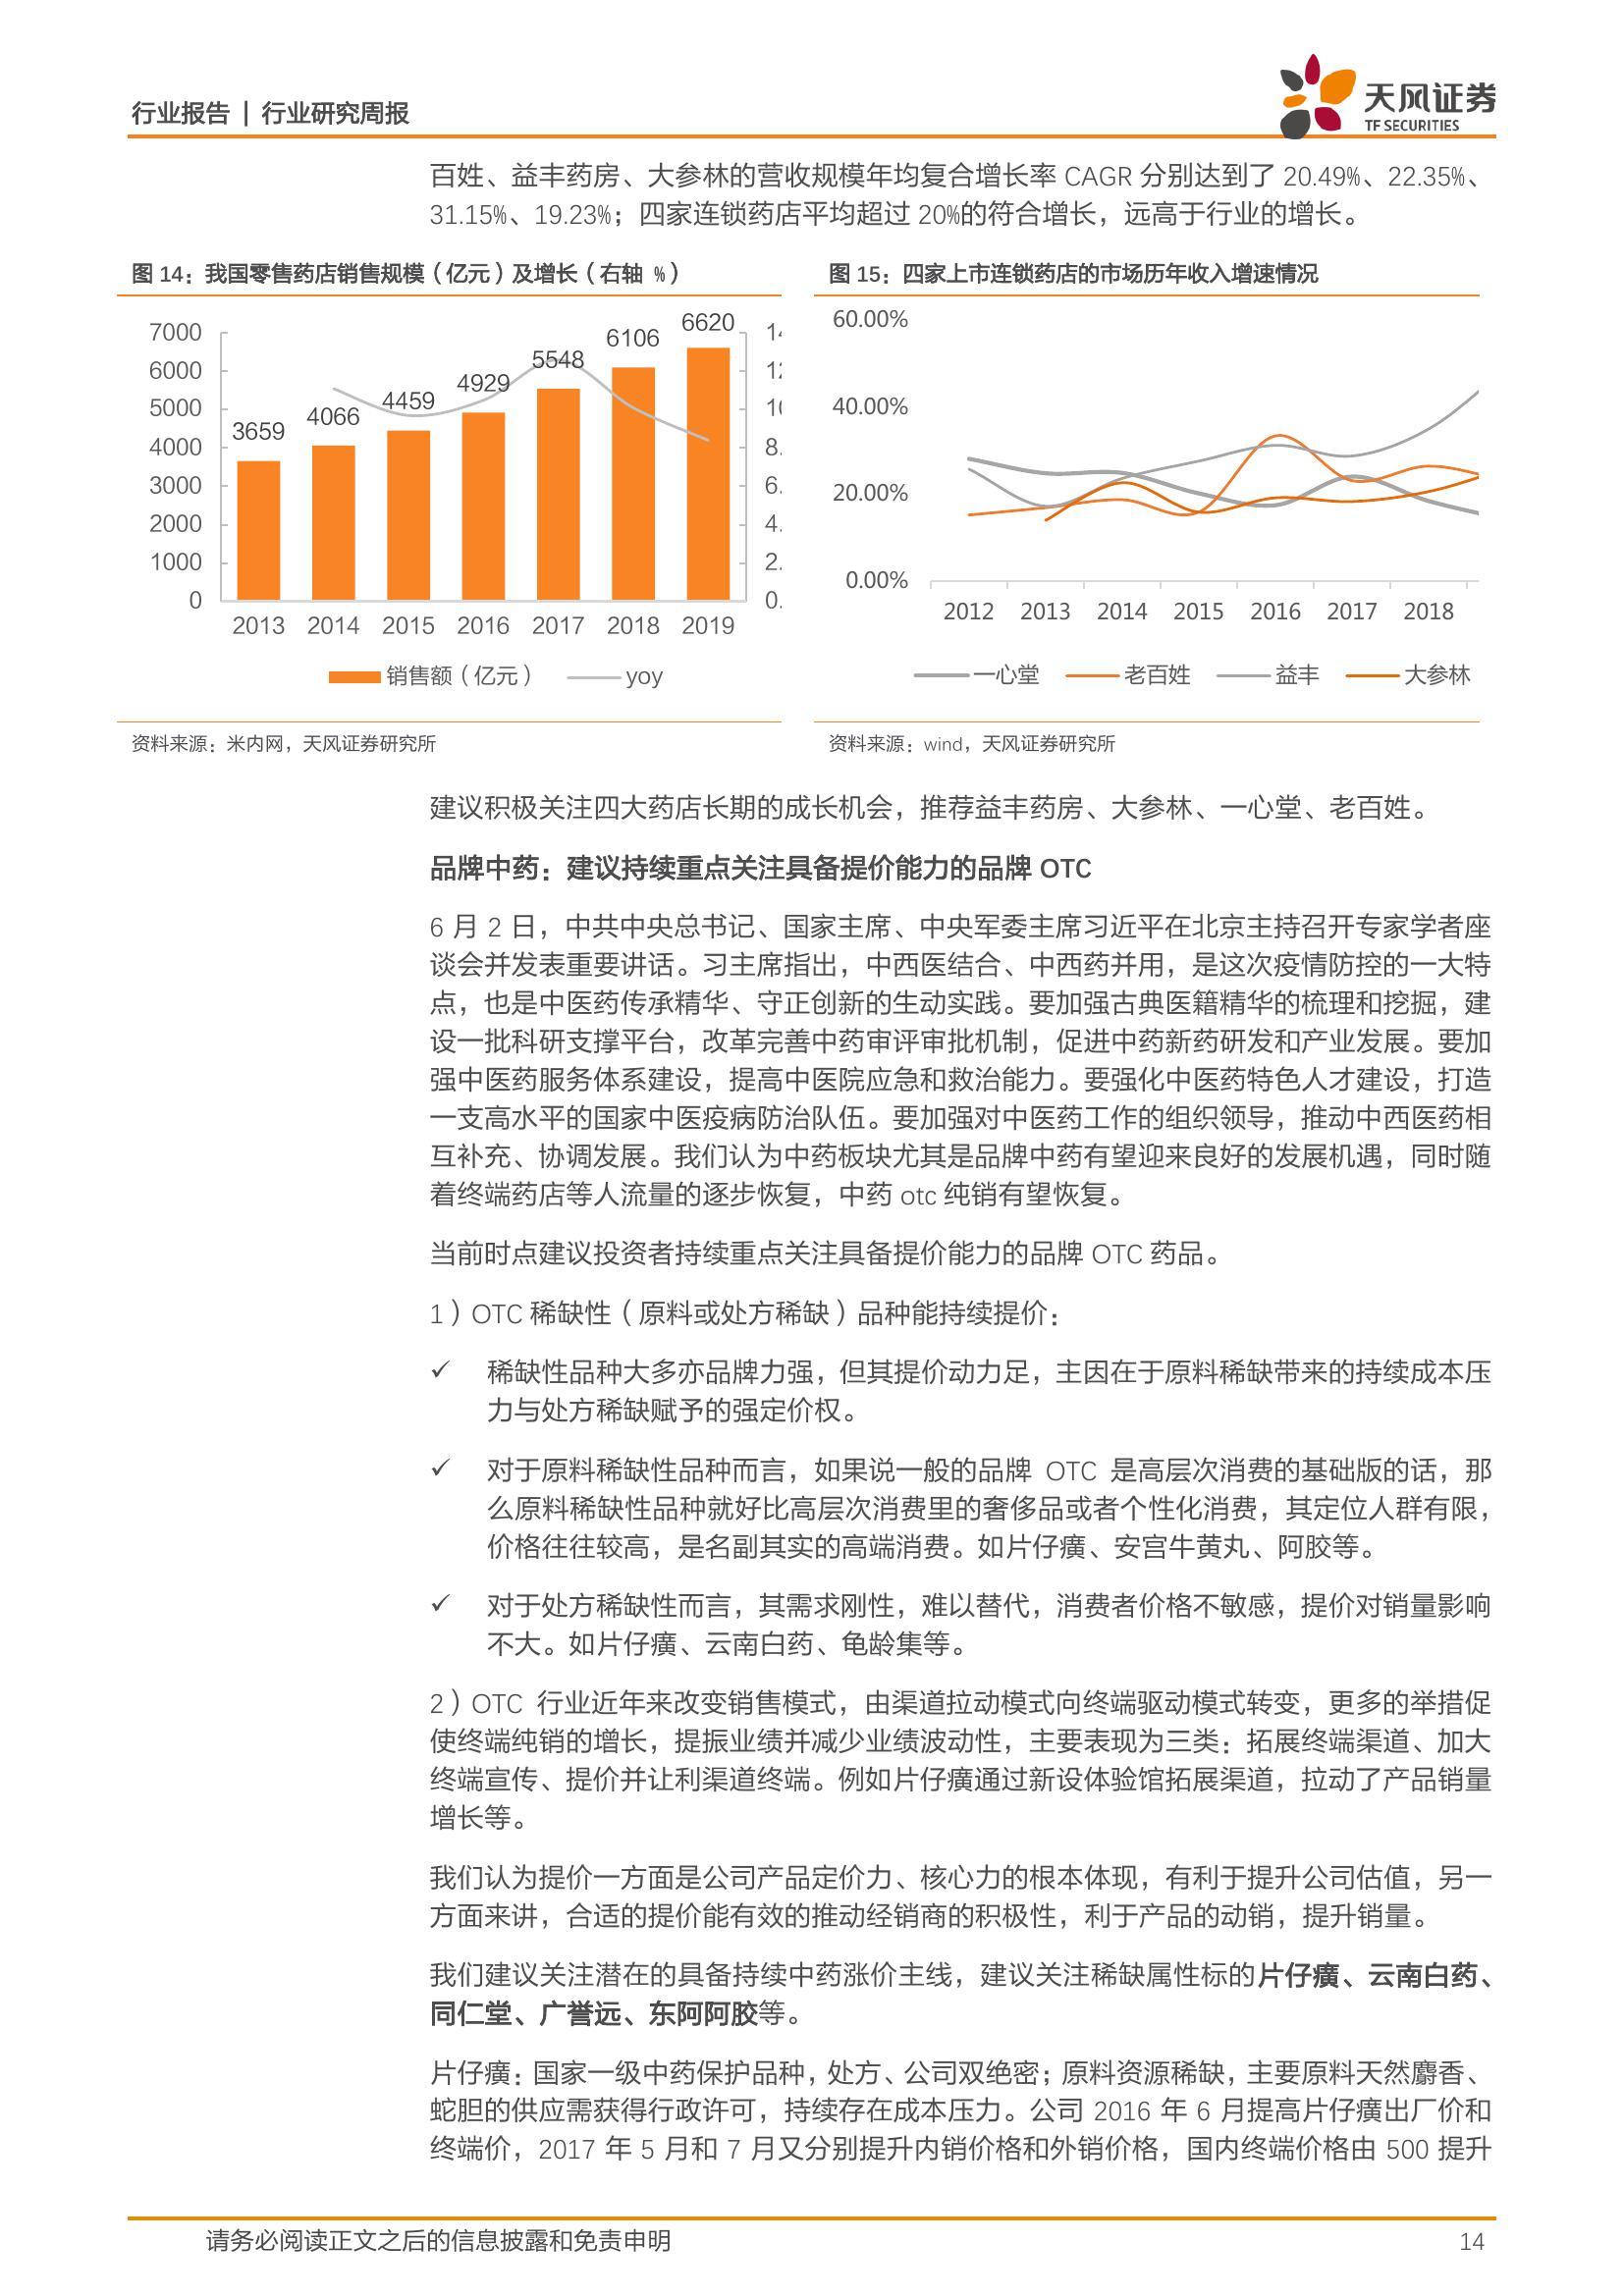 行业报告 | 行业研究周报
天风证券
TF SECURITIES
百姓、益丰药房、大参林的营收规模年均复合增长率 CAGR 分别达到了 20.49%、22.35%、
31.15%、19.23%；四家连锁药店平均超过 20%的符合增长，远高于行业的增长。
图 14：我国零售药店销售规模（亿元）及增长（右轴 %）
7000
6000
5000
4000
3000
2000
1000
0
3659
4066
4459
4929
5548
6106
6620
8.
6.
4.
2.
0.
2013 2014 2015 2016 2017 2018 2019
销售额（亿元） yoy
资料来源：米内网，天风证券研究所
图 15：四家上市连锁药店的市场历年收入增速情况
60.00%
40.00%
20.00%
0.00%
2012 2013 2014 2015 2016 2017 2018
一心堂 老百姓 益丰 大参林
资料来源：wind，天风证券研究所
建议积极关注四大药店长期的成长机会，推荐益丰药房、大参林、一心堂、老百姓。
品牌中药：建议持续重点关注具备提价能力的品牌 OTC
6 月 2 日，中共中央总书记、国家主席、中央军委主席习近平在北京主持召开专家学者座
谈会并发表重要讲话。习主席指出，中西医结合、中西药并用，是这次疫情防控的一大特
点，也是中医药传承精华、守正创新的生动实践。要加强古典医籍精华的梳理和挖掘，建
设一批科研支撑平台，改革完善中药审评审批机制，促进中药新药研发和产业发展。要加
强中医药服务体系建设，提高中医院应急和救治能力。要强化中医药特色人才建设，打造
一支高水平的国家中医疫病防治队伍。要加强对中医药工作的组织领导，推动中西医药相
互补充、协调发展。我们认为中药板块尤其是品牌中药有望迎来良好的发展机遇，同时随
着终端药店等人流量的逐步恢复，中药 otc 纯销有望恢复。
当前时点建议投资者持续重点关注具备提价能力的品牌 OTC 药品。
1）OTC 稀缺性（原料或处方稀缺）品种能持续提价：
✓ 稀缺性品种大多亦品牌力强，但其提价动力足，主因在于原料稀缺带来的持续成本压
力与处方稀缺赋予的强定价权。
✓ 对于原料稀缺性品种而言，如果说一般的品牌 OTC 是高层次消费的基础版的话，那
么原料稀缺性品种就好比高层次消费里的奢侈品或者个性化消费，其定位人群有限，
价格往往较高，是名副其实的高端消费。如片仔癀、安宫牛黄丸、阿胶等。
✓ 对于处方稀缺性而言，其需求刚性，难以替代，消费者价格不敏感，提价对销量影响
不大。如片仔癀、云南白药、龟龄集等。
2）OTC 行业近年来改变销售模式，由渠道拉动模式向终端驱动模式转变，更多的举措促
使终端纯销的增长，提振业绩并减少业绩波动性，主要表现为三类：拓展终端渠道、加大
终端宣传、提价并让利渠道终端。例如片仔癀通过新设体验馆拓展渠道，拉动了产品销量
增长等。
我们认为提价一方面是公司产品定价力、核心力的根本体现，有利于提升公司估值，另一
方面来讲，合适的提价能有效的推动经销商的积极性，利于产品的动销，提升销量。
我们建议关注潜在的具备持续中药涨价主线，建议关注稀缺属性标的片仔癀、云南白药、
同仁堂、广誉远、东阿阿胶等。
片仔癀：国家一级中药保护品种，处方、公司双绝密；原料资源稀缺，主要原料天然麝香、
蛇胆的供应需获得行政许可，持续存在成本压力。公司 2016 年 6 月提高片仔癀出厂价和
终端价，2017 年 5 月和 7 月又分别提升内销价格和外销价格，国内终端价格由 500 提升
请务必阅读正文之后的信息披露和免责申明
14